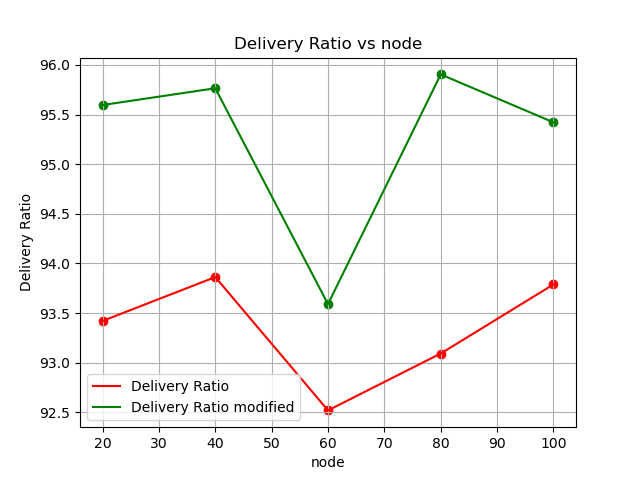 Delivery Ratio vs node
96.0
95.5
95.0
94.5
94.0
93.5
93.0
92.5
Delivery Ratio
Delivery Ratio
Delivery Ratio modified
20 30 40 50 60 70 80 90 100
node